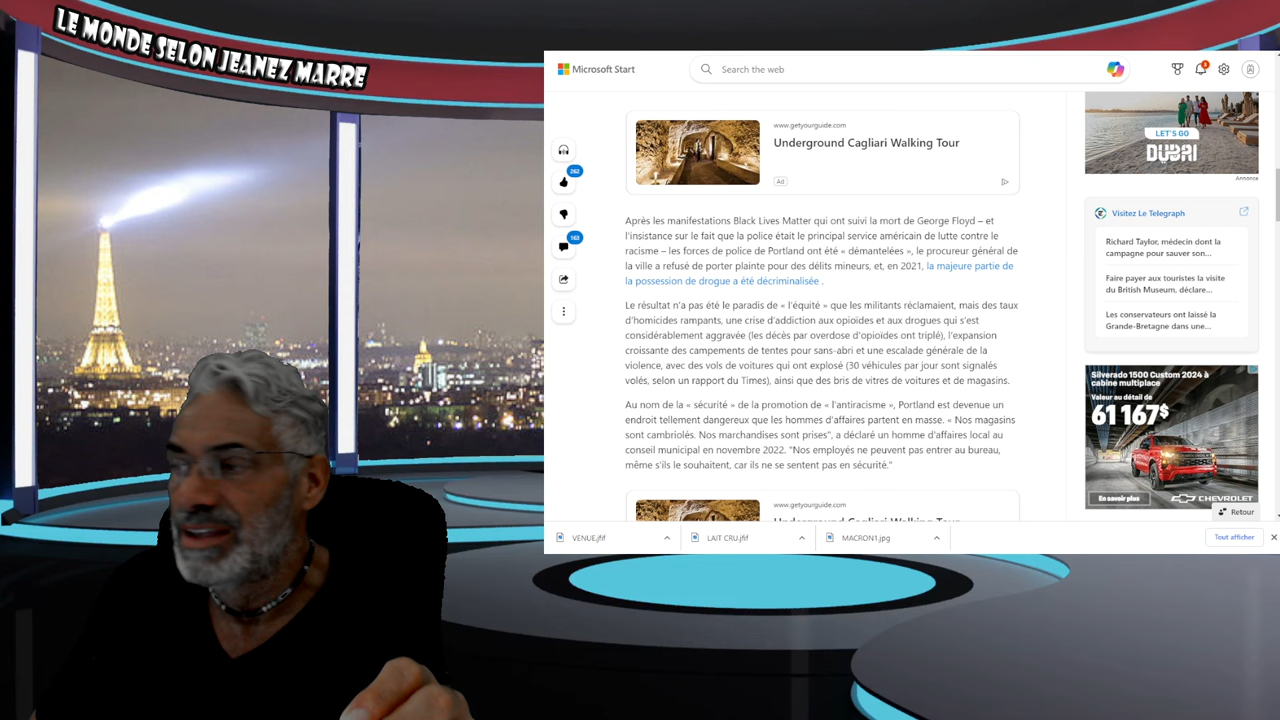 LE MONDE SELON JEANEZ MARRE
Microsoft Start
Search the web
3
www.getyourguide.com
Underground Cagliari Walking Tour
Ad
262
163
Après les manifestations Black Lives Matter qui ont suivi la mort de George Floyd – et
l'insistance sur le fait que la police était le principal service américain de lutte contre le
racisme – les forces de police de Portland ont été « démantelées », le procureur général de
la ville a refusé de porter plainte pour des délits mineurs, et, en 2021, la majeure partie de
la possession de drogue a été décriminalisée .
Le résultat n'a pas été le paradis de « l'équité » que les militants réclamaient, mais des taux
d'homicides rampants, une crise d'addiction aux opioïdes et aux drogues qui s'est
considérablement aggravée (les décès par overdose d'opioïdes ont triplé), l'expansion
croissante des campements de tentes pour sans-abri et une escalade générale de la
violence, avec des vols de voitures qui ont explosé (30 véhicules par jour sont signalés
volés, selon un rapport du Times), ainsi que des bris de vitres de voitures et de magasins.
Au nom de la « sécurité » de la promotion de « l'antiracisme », Portland est devenue un
endroit tellement dangereux que les hommes d'affaires partent en masse. « Nos magasins
sont cambriolés. Nos marchandises sont prises", a déclaré un homme d'affaires local au
conseil municipal en novembre 2022. "Nos employés ne peuvent pas entrer au bureau,
même s'ils le souhaitent, car ils ne se sentent pas en sécurité."
www.getyourguide.com
Underground Cagliari Walking Tour
LET'S GO
DUBAI
Annonce
Visitez Le Telegraph
Richard Taylor, médecin dont la
campagne pour sauver son...
Faire payer aux touristes la visite
du British Museum, déclare...
Les conservateurs ont laissé la
Grande-Bretagne dans une...
Silverado 1500 Custom 2024 à
cabine multiplace
Valeur au détail de
61 167$
En savoir plus
CHEVROLET
Retour
VENUE.jfif
LAIT CRU.jfif
MACRON1.jpg
Tout afficher